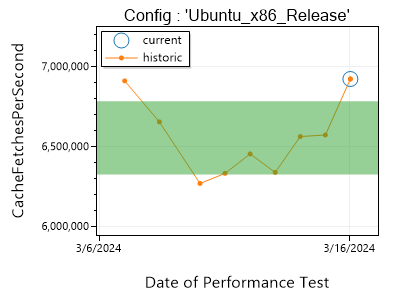 Config : 'Ubuntu_x86_Release'
current
historic
CacheFetchesPerSecond
7,000,000
6,500,000
6,000,000
3/6/2024
3/16/2024
Date of Performance Test